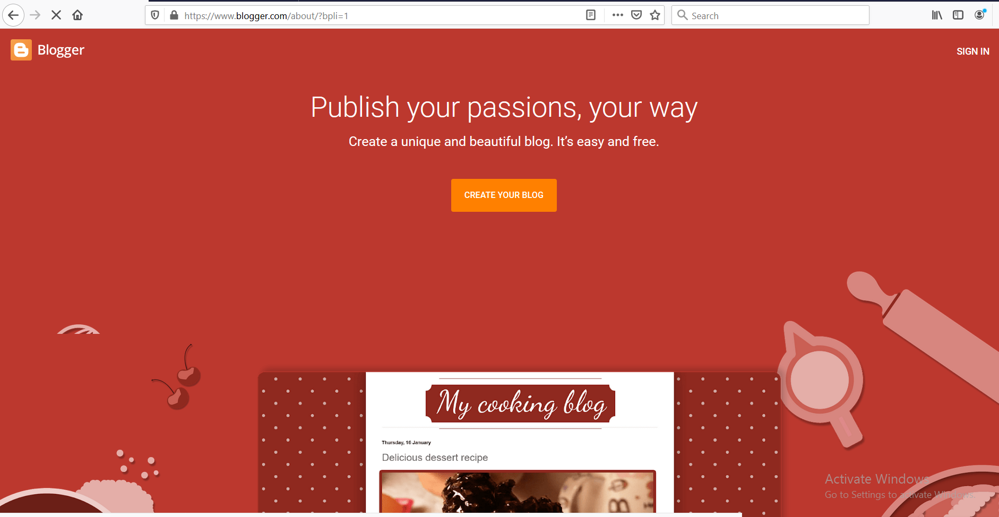 https://www.blogger.com/about/?bpli=1
Search
Blogger
SIGN IN
Publish your passions, your way
Create a unique and beautiful blog. It’s easy and free.
CREATE YOUR BLOG
My cooking blog
Thursday, 16 January
Delicious dessert recipe
B
Activate Windows
Go to Settings to activate Windows.